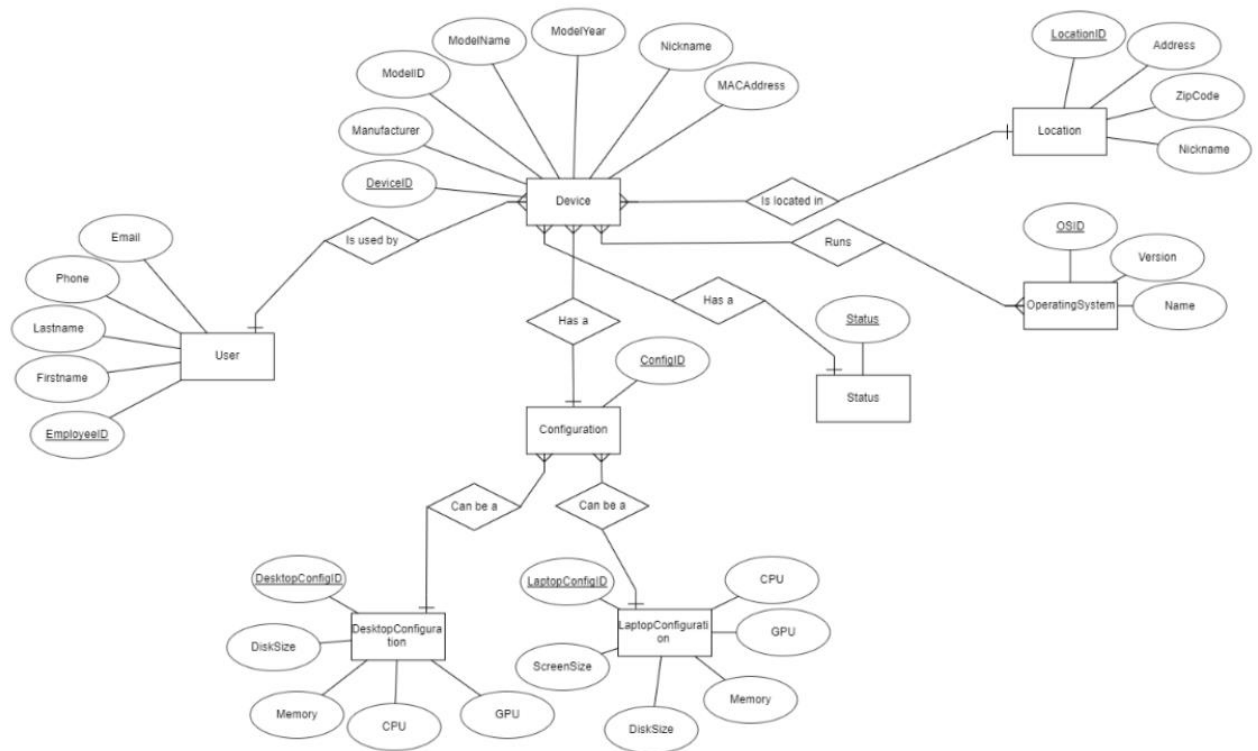 ModelYear
ModelName
Nickname
LocationID
Address
ModelID
MACAddress
ZipCode
Manufacturer
Location
Nickname
DeviceID
Device
Is located in
OSID
Email
Is used by
Runs
Version
Phone
Has a
OperatingSystem
Name
Lastname
Has a
Status
User
ConfigID
Firstname
Status
EmployeeID
Configuration
Can be a
Can be a
DesktopConfigID
LaptopConfigID
CPU
DesktopConfigura
tion
LaptopConfigurati
on
GPU
DiskSize
ScreenSize
Memory
Memory
CPU
GPU
DiskSize